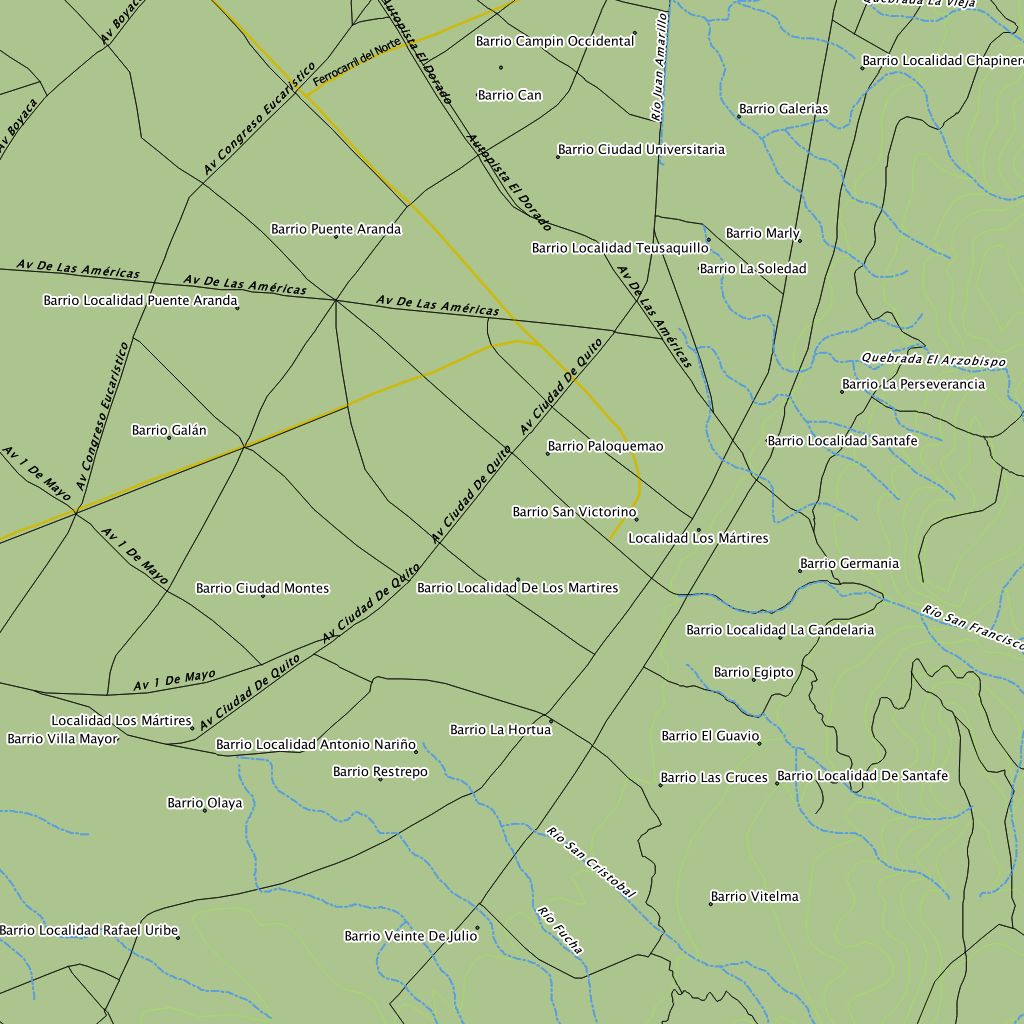 Quebrada La Vieja
Av Boyaca
Autopista El Dorado
Barrio Campin Occidental
Ferrocarril del Norte
Río Juan Amarillo
Barrio Localidad Chapinero
Barrio Can
Av Congreso Eucarístico
Barrio Galerias
Av Boyaca
Barrio Ciudad Universitaria
Autopista El Dorado
Barrio Puente Aranda
Barrio Marly
Barrio Localidad Teusaquillo
Av De Las Américas
Barrio La Soledad
Av De Las Américas
Barrio Localidad Puente Aranda
Av De Las Américas
Av De Las Américas
Quebrada El Arzobispo
Av Congreso Eucarístico
Av Ciudad De Quito
Barrio La Perseverancia
Barrio Galán
Barrio Localidad Santafe
Barrio Paloquemao
Av 1 De Mayo
Av Ciudad De Quito
Barrio San Victorino
Localidad Los Mártires
Av 1 De Mayo
Barrio Germania
Barrio Ciudad Montes
Barrio Localidad De Los Martires
Av Ciudad De Quito
Río San Francisco
Barrio Localidad La Candelaria
Barrio Egipto
Av 1 De Mayo
Av Ciudad De Quito
Localidad Los Mártires
Barrio La Hortua
Barrio Villa Mayor
Barrio El Guavio
Barrio Localidad Antonio Nariño
Barrio Restrepo
Barrio Las Cruces
Barrio Localidad De Santafe
Barrio Olaya
Río San Cristobal
Barrio Vitelma
Barrio Localidad Rafael Uribe
Río Fucha
Barrio Veinte De Julio